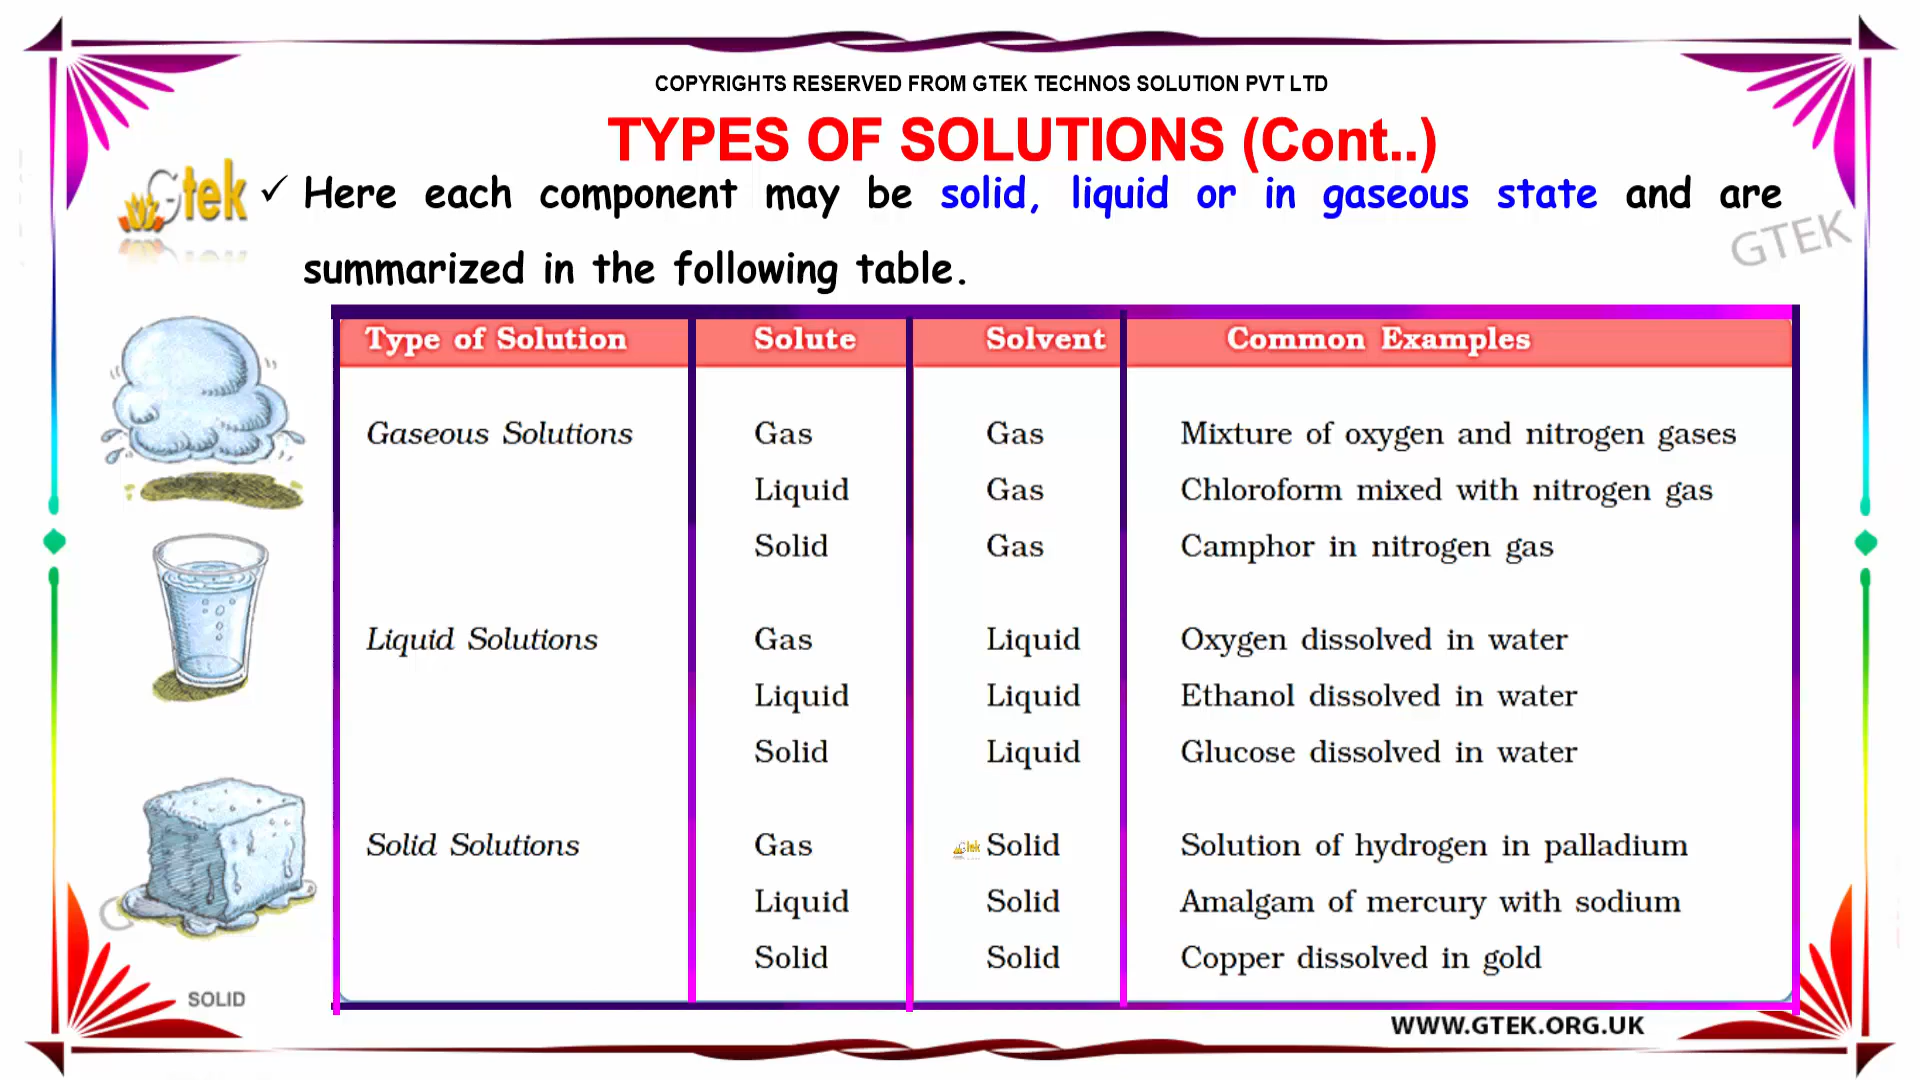 COPYRIGHTS RESERVED FROM GTEK TECHNOS SOLUTION PVT LTD
TYPES OF SOLUTIONS (Cont..)
Gtek
✓ Here each component may be solid, liquid or in gaseous state and are
summarized in the following table.
GTEK
Type of Solution Solute Solvent Common Examples
Gaseous Solutions Gas Gas Mixture of oxygen and nitrogen gases
Liquid Gas Chloroform mixed with nitrogen gas
Solid Gas Camphor in nitrogen gas
Liquid Solutions Gas Liquid Oxygen dissolved in water
Liquid Liquid Ethanol dissolved in water
Solid Liquid Glucose dissolved in water
Solid Solutions Gas Gtek Solid Solution of hydrogen in palladium
Liquid Solid Amalgam of mercury with sodium
Solid Solid Copper dissolved in gold
SOLID
WWW.GTEK.ORG.UK